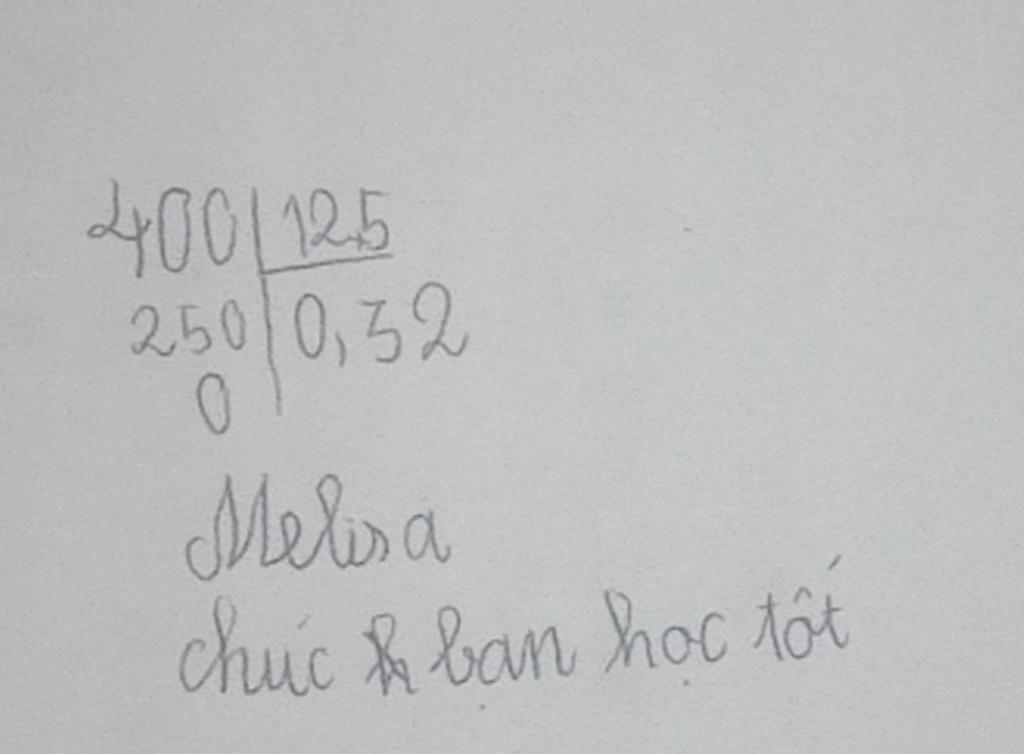 400 12,5
250 0,32
0
Melisa
chúc bạn học tốt